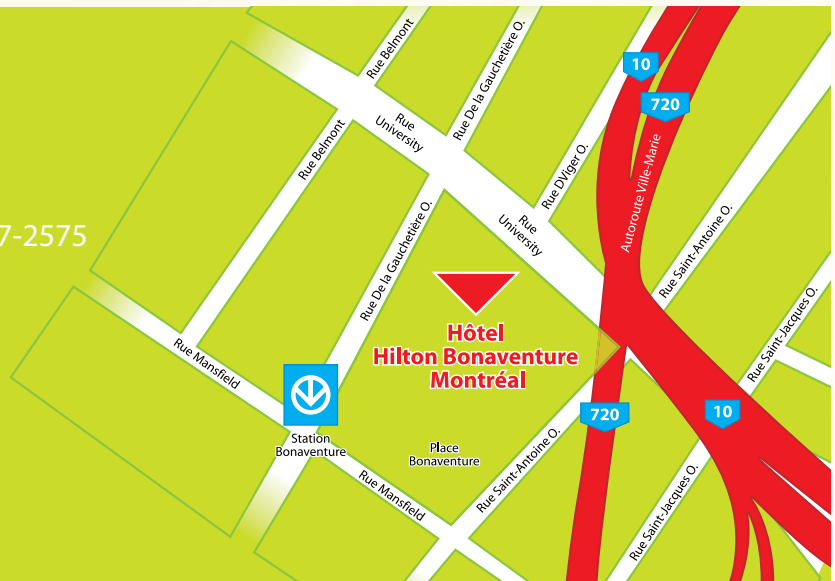 Rue Belmont
Rue De la Gauchetière O.
10
720
Rue
University
Rue Belmont
Rue DViger O.
Autoroute Ville-Marie
Rue
University
Rue Saint-Antoine O.
7-2575
Rue De la Gauchetière O.
Rue Saint-Jacques O.
Hôtel
Hilton Bonaventure
Montréal
Rue Mansfield
720
10
Station
Bonaventure
Place
Bonaventure
Rue Saint-Antoine O.
Rue Mansfield
Rue Saint-Jacques O.